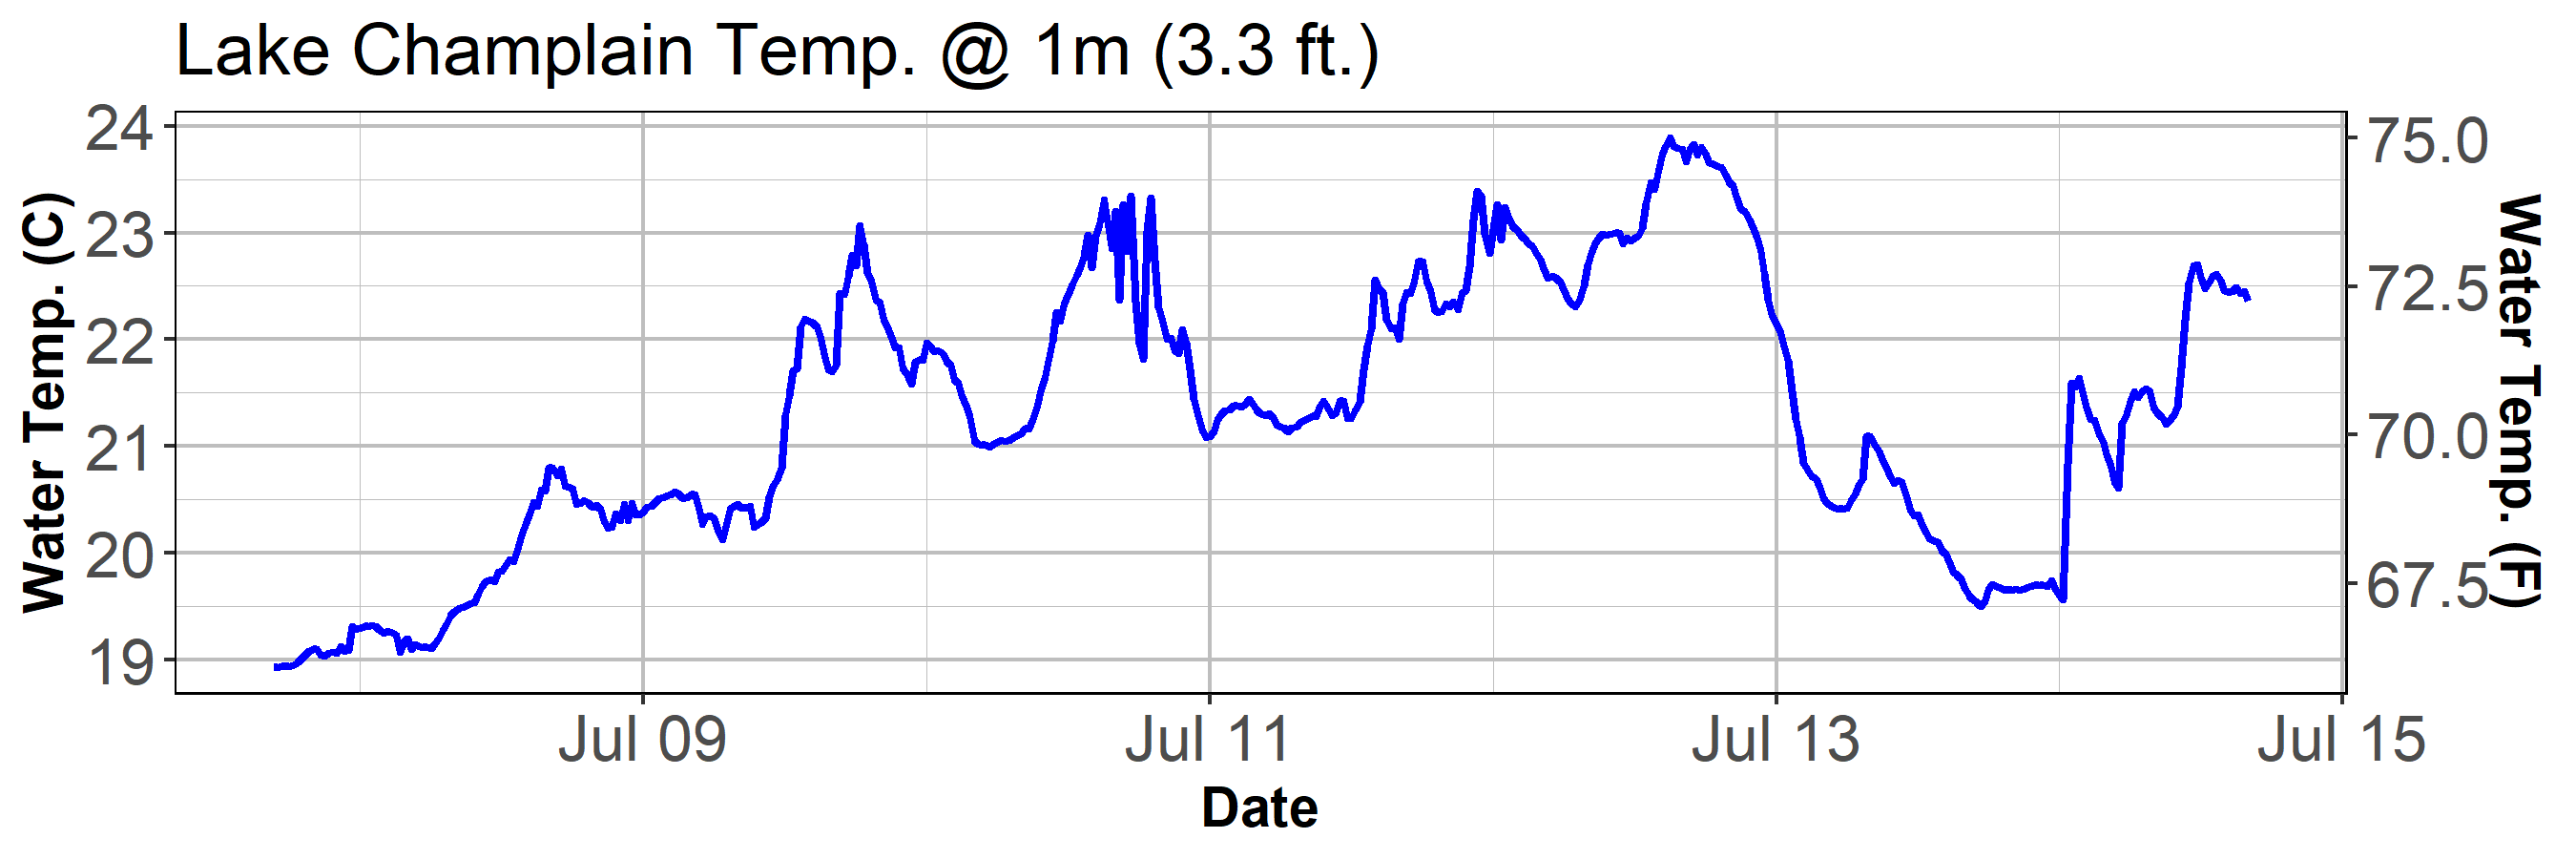 Lake Champlain Temp. @ 1m (3.3 ft.)
Water Temp. (C)
24
23
22
21
20
19
75.0
72.5
70.0
67.5
Water Temp. (F)
Jul 09
Jul 11
Jul 13
Jul 15
Date